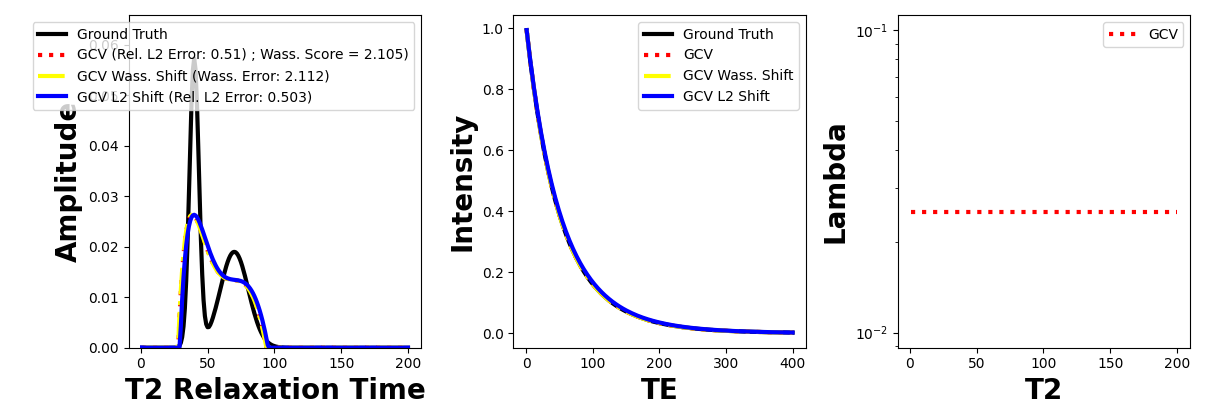 Ground Truth
GCV (Rel. L2 Error: 0.51) ; Wass. Score = 2.105)
GCV Wass. Shift (Wass. Error: 2.112)
GCV L2 Shift (Rel. L2 Error: 0.503)
0.06
0.05
0.04
0.03
0.02
0.01
0.00
Amplitude
0 50 100 150 200
T2 Relaxation Time
Ground Truth
GCV
GCV Wass. Shift
GCV L2 Shift
1.0
0.8
0.6
0.4
0.2
0.0
Intensity
0 100 200 300 400
TE
GCV
10⁻¹
10⁻²
Lambda
0 50 100 150 200
T2